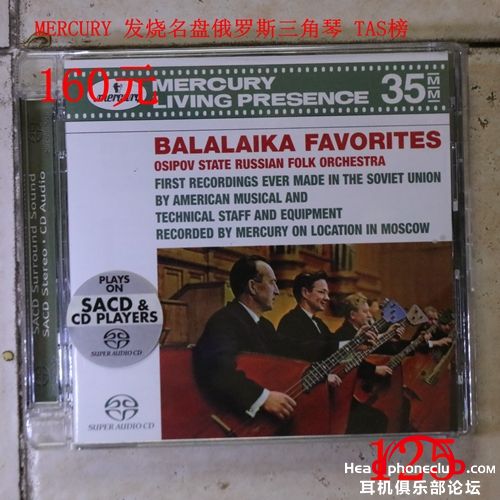 MERCURY 发烧名盘俄罗斯三角琴 TAS榜
160元
mercury
MERCURY
LIVING PRESENCE
35
MM
BALALAIKA FAVORITES
OSIPOV STATE RUSSIAN FOLK ORCHESTRA
FIRST RECORDINGS EVER MADE IN THE SOVIET UNION
BY AMERICAN MUSICAL AND
TECHNICAL STAFF AND EQUIPMENT
RECORDED BY MERCURY ON LOCATION IN MOSCOW
SACD Surround Sound
SACD Stereo · CD Audio
PLAYS
ON
SACD &
CD PLAYERS
SUPER AUDIO CD
SUPER AUDIO CD
125
Headphoneclub.com
耳机俱乐部论坛